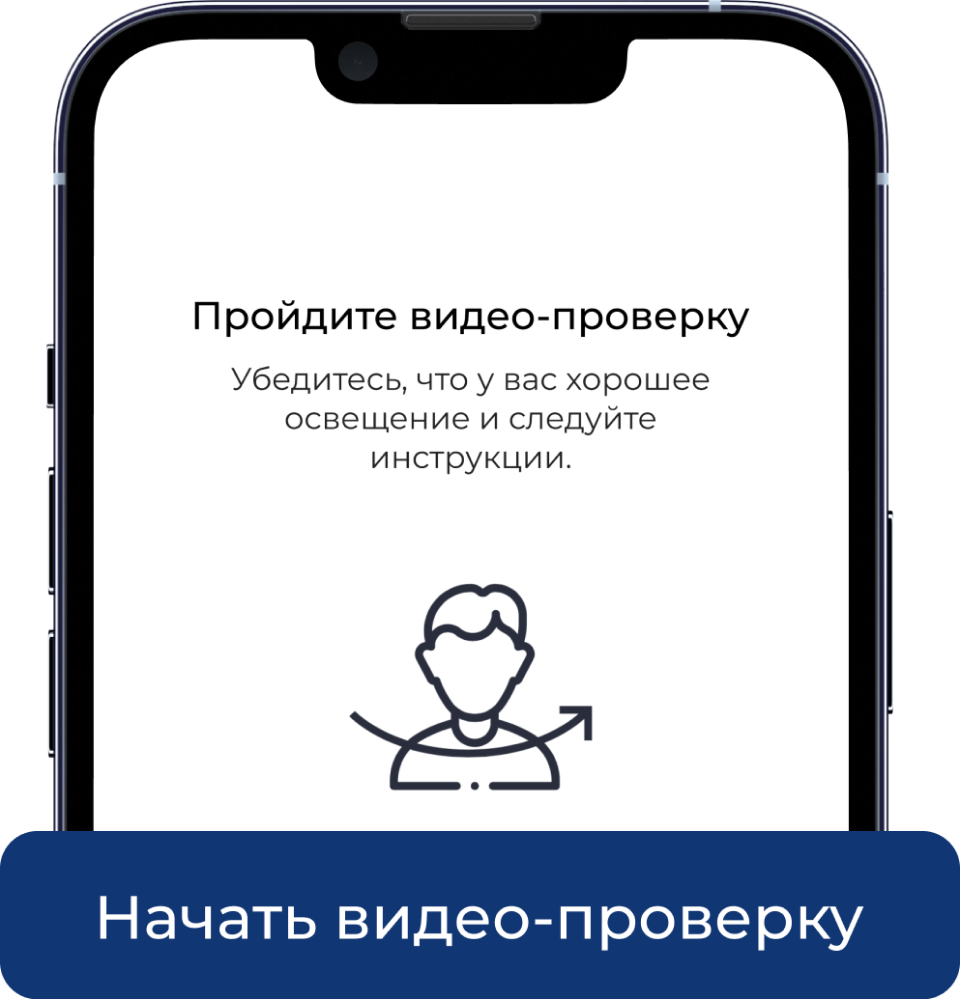 Пройдите видео-проверку
Убедитесь, что у вас хорошее
освещение и следуйте
инструкции.
Начать видео-проверку